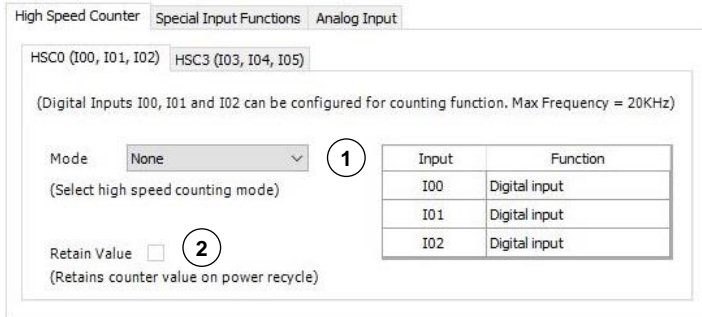 High Speed Counter Special Input Functions Analog Input
HSC0 (I00, I01, I02) HSC3 (I03, I04, I05)
(Digital Inputs I00, I01 and I02 can be configured for counting function. Max Frequency = 20KHz)
Mode None 1
(Select high speed counting mode)
Retain Value 2
(Retains counter value on power recycle)
Input Function
I00 Digital input
I01 Digital input
I02 Digital input